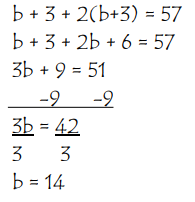 b + 3 + 2(b+3) = 57
b + 3 + 2b + 6 = 57
3b + 9 = 51
-9 -9
3b = 42
3 3
b = 14